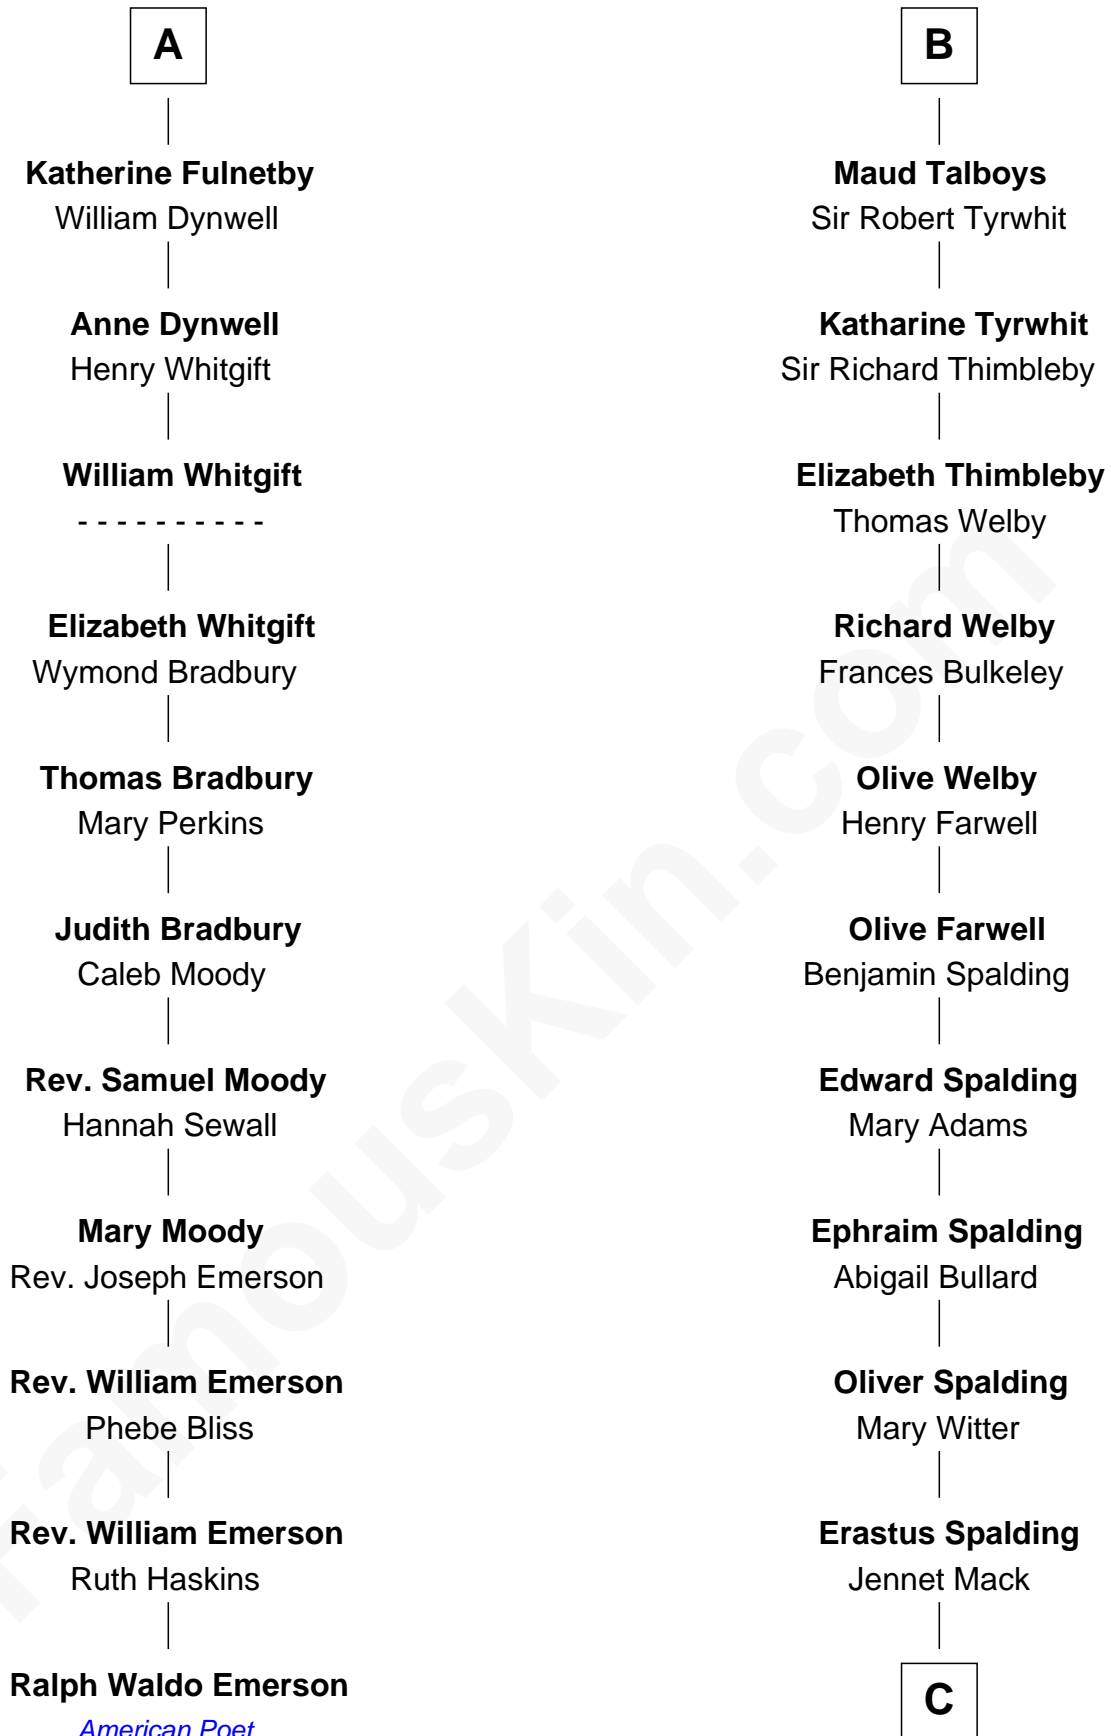 A
Katherine Fulnetby
William Dynwell
Anne Dynwell
Henry Whitgift
William Whitgift
- - - - - - - - - -
Elizabeth Whitgift
Wymond Bradbury
Thomas Bradbury
Mary Perkins
Judith Bradbury
Caleb Moody
Rev. Samuel Moody
Hannah Sewall
Mary Moody
Rev. Joseph Emerson
Rev. William Emerson
Phebe Bliss
Rev. William Emerson
Ruth Haskins
Ralph Waldo Emerson
American Poet
B
Maud Talboys
Sir Robert Tyrwhit
Katharine Tyrwhit
Sir Richard Thimbleby
Elizabeth Thimbleby
Thomas Welby
Richard Welby
Frances Bulkeley
Olive Welby
Henry Farwell
Olive Farwell
Benjamin Spalding
Edward Spalding
Mary Adams
Ephraim Spalding
Abigail Bullard
Oliver Spalding
Mary Witter
Erastus Spalding
Jennet Mack
C
FamousKin.com